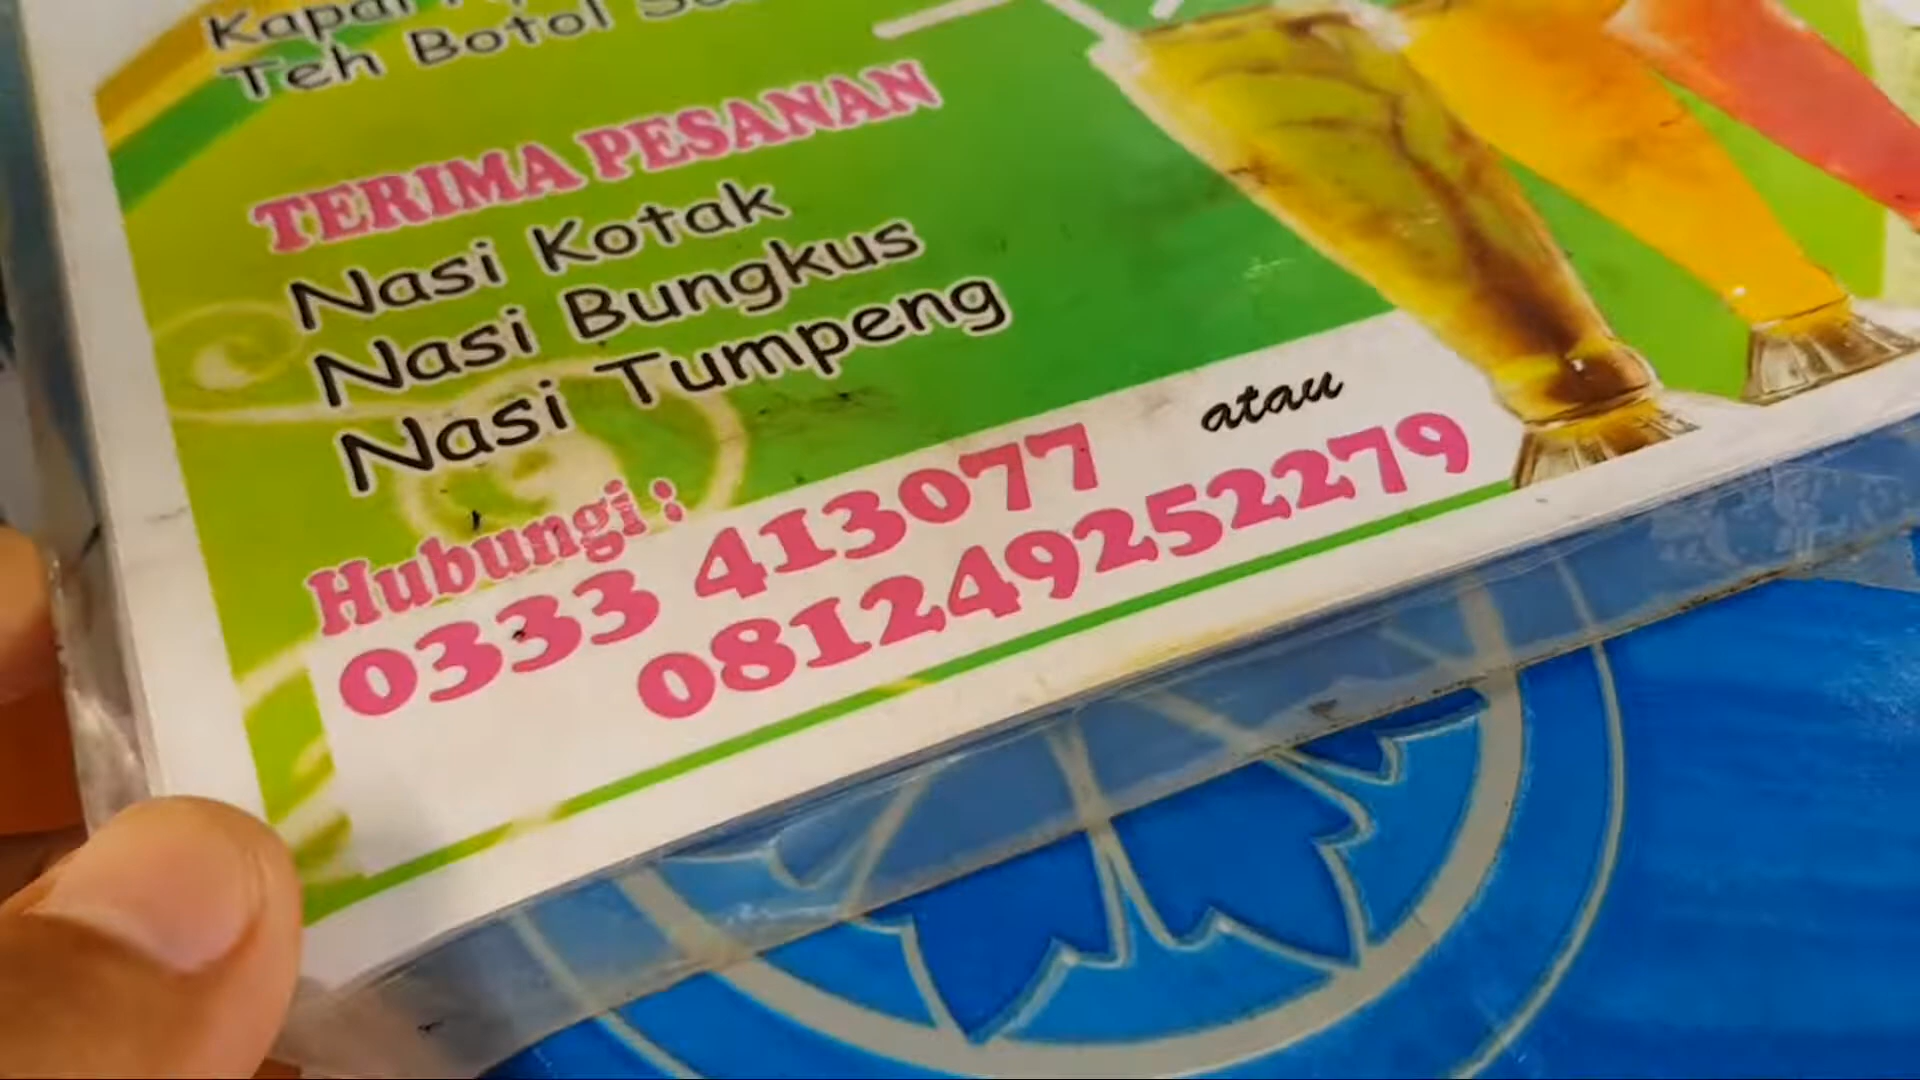 Teh Botol
TERIMA PESANAN
Nasi Kotak
Nasi Bungkus
Nasi Tumpeng
Hubungi :
0333 413077 atau
081249252279